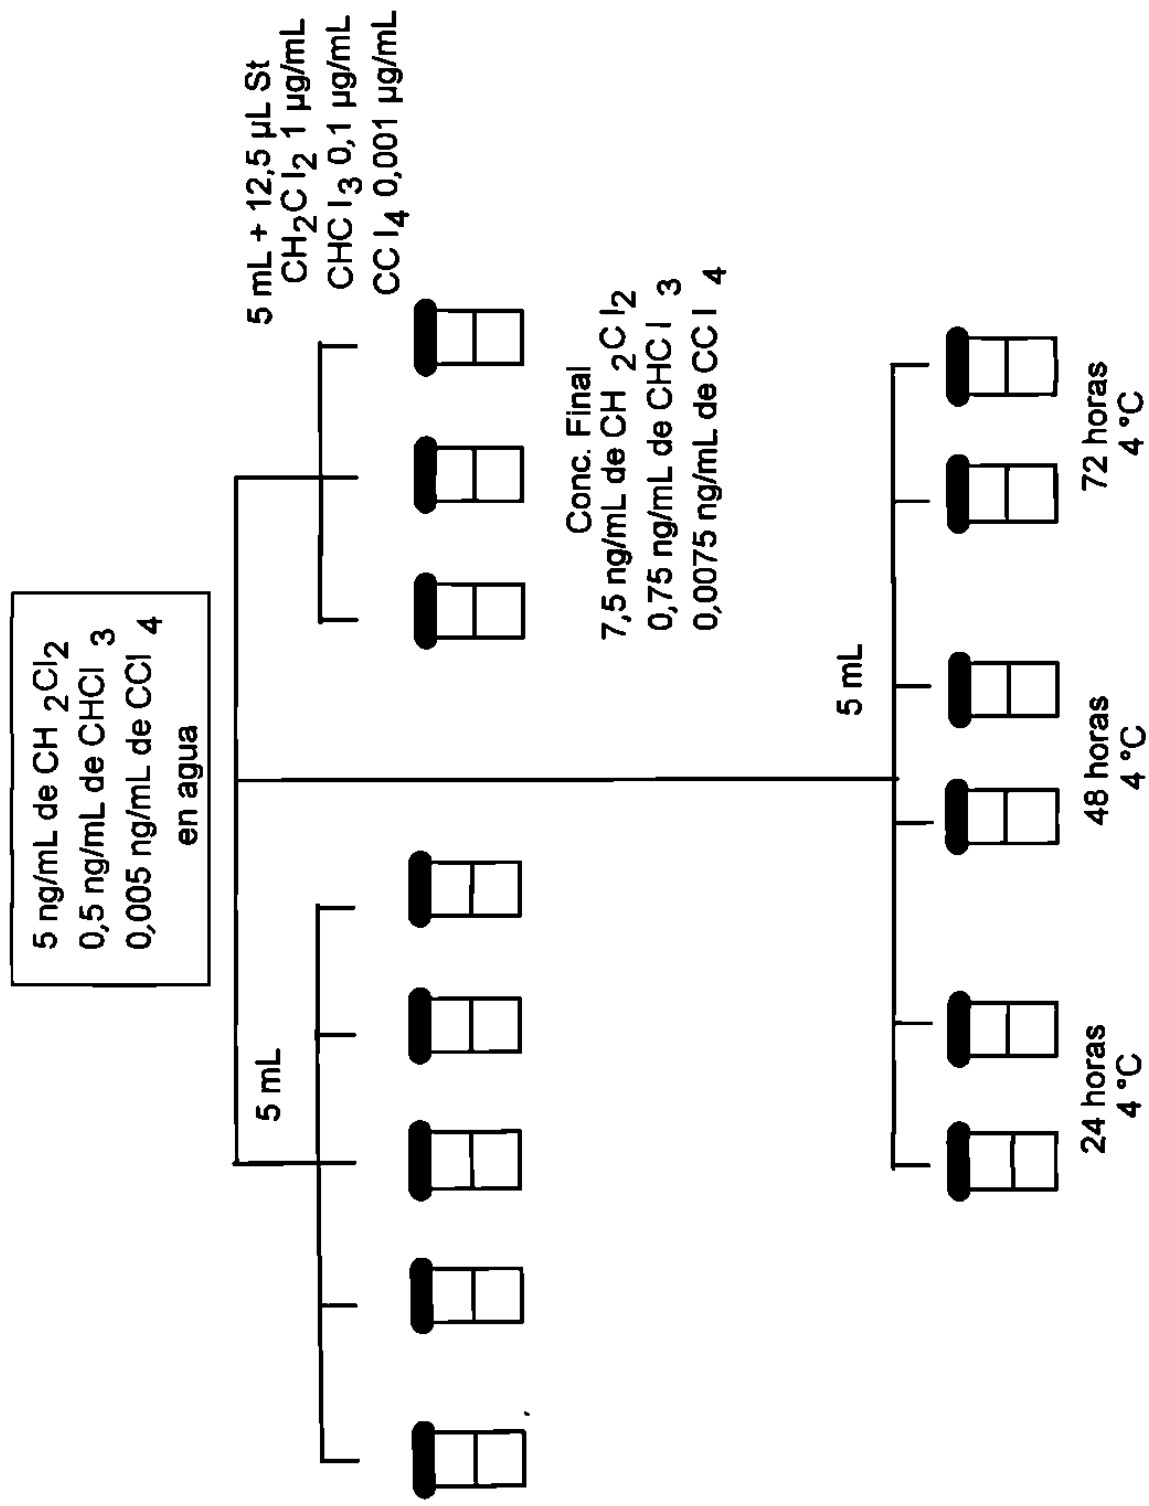 5 ng/mL de CH 2Cl2
0,5 ng/mL de CHCl 3
0,005 ng/mL de CCl 4
en agua
5 mL
5 mL + 12,5 µL St
CH2C l2 1 µg/mL
CHC l3 0,1 µg/mL
CC l4 0,001 µg/mL
Conc. Final
7,5 ng/mL de CH 2C l2
0,75 ng/mL de CHC l 3
0,0075 ng/mL de CC l 4
5 mL
24 horas
4 °C
48 horas
4 °C
72 horas
4 °C